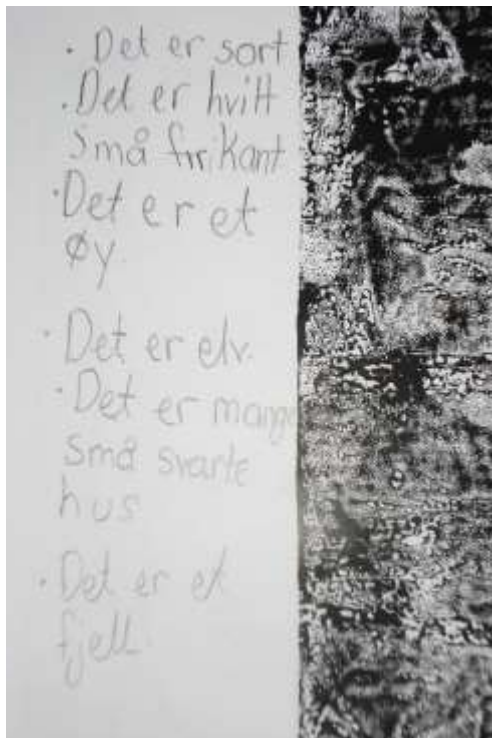 · Det er sort
· Det er hvitt
små firkant
· Det er et
øy
· Det er elv.
· Det er mange
små svarte
hus
· Det er et
fjell.